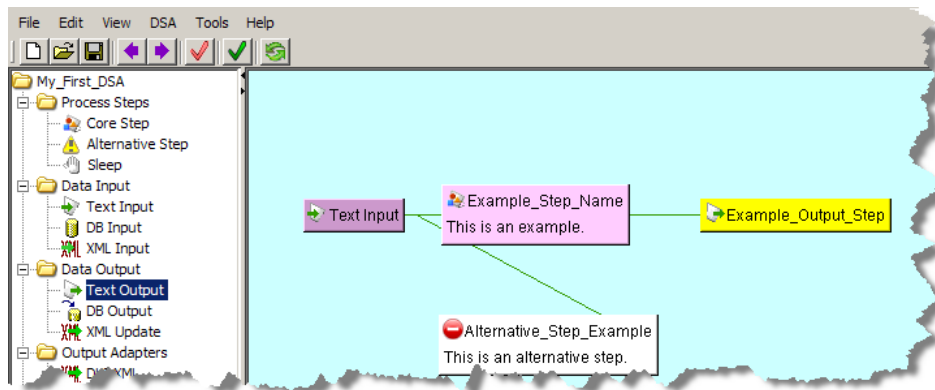 File Edit View DSA Tools Help
My_First_DSA
Process Steps
Core Step
Alternative Step
Sleep
Data Input
Text Input
DB Input
XML Input
Data Output
Text Output
DB Output
XML Update
Output Adapters
Text Input
Example_Step_Name
This is an example.
Example_Output_Step
Alternative_Step_Example
This is an alternative step.